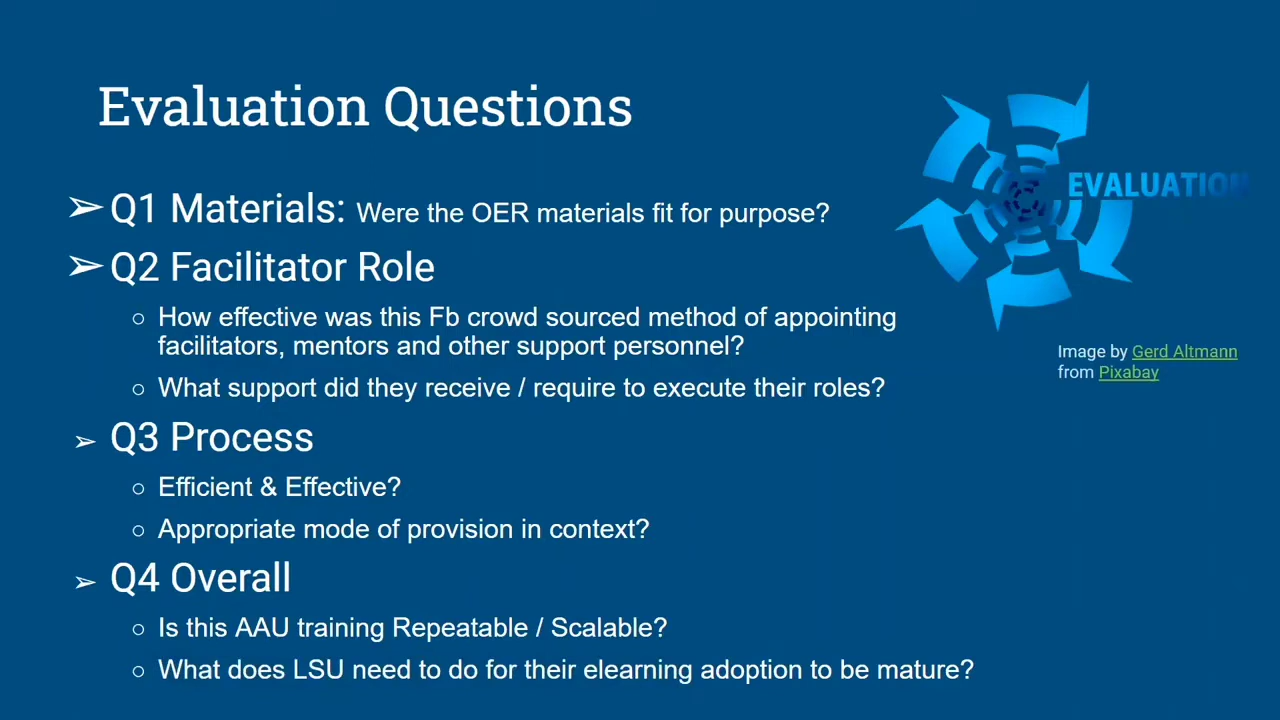 Evaluation Questions
➢ Q1 Materials: Were the OER materials fit for purpose?
➢ Q2 Facilitator Role
○ How effective was this Fb crowd sourced method of appointing
facilitators, mentors and other support personnel?
○ What support did they receive / require to execute their roles?
➢ Q3 Process
○ Efficient & Effective?
○ Appropriate mode of provision in context?
➢ Q4 Overall
○ Is this AAU training Repeatable / Scalable?
○ What does LSU need to do for their elearning adoption to be mature?
EVALUATION
Image by Gerd Altmann
from Pixabay